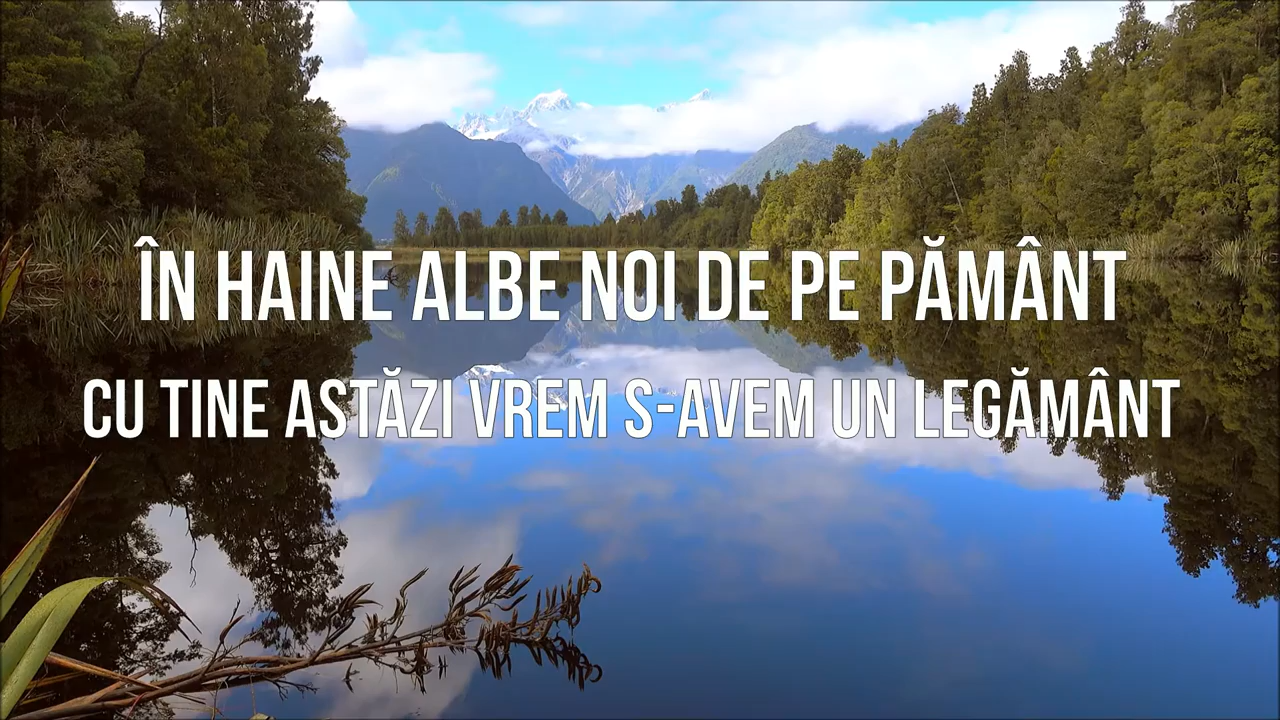 ÎN HAINE ALBE NOI DE PE PĂMÂNT
CU TINE ASTĂZI VREM S-AVEM UN LEGĂMÂNT